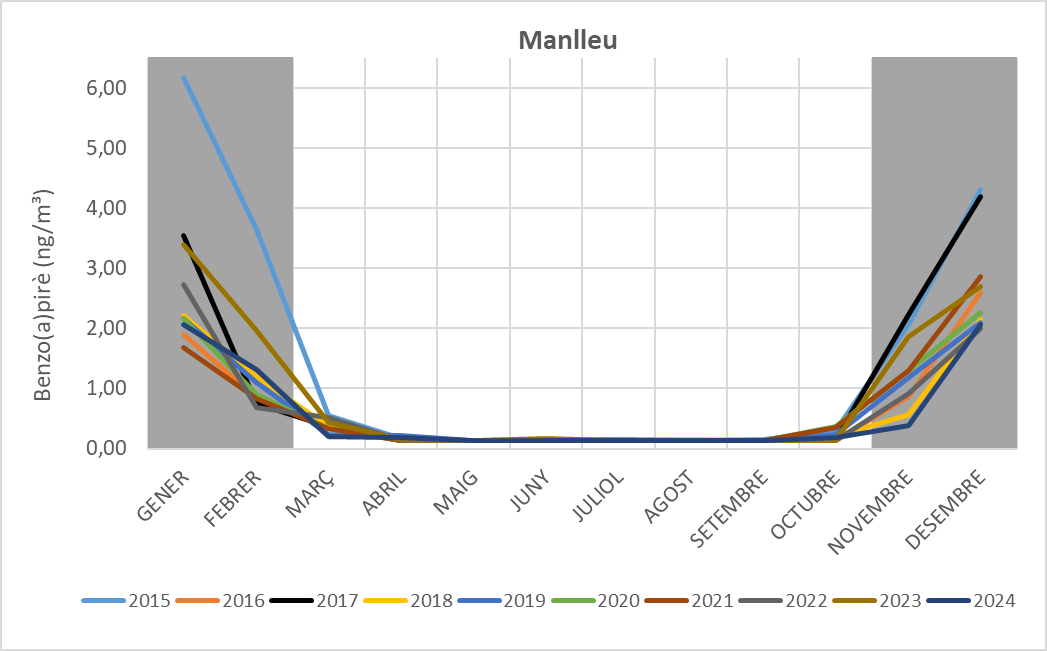 Manlleu
Benzo(a)pirè (ng/m³)
6,00
5,00
4,00
3,00
2,00
1,00
0,00
GENER
FEBRER
MARÇ
ABRIL
MAIG
JUNY
JULIOL
AGOST
SETEMBRE
OCTUBRE
NOVEMBRE
DESEMBRE
2015 2016 2017 2018 2019 2020 2021 2022 2023 2024